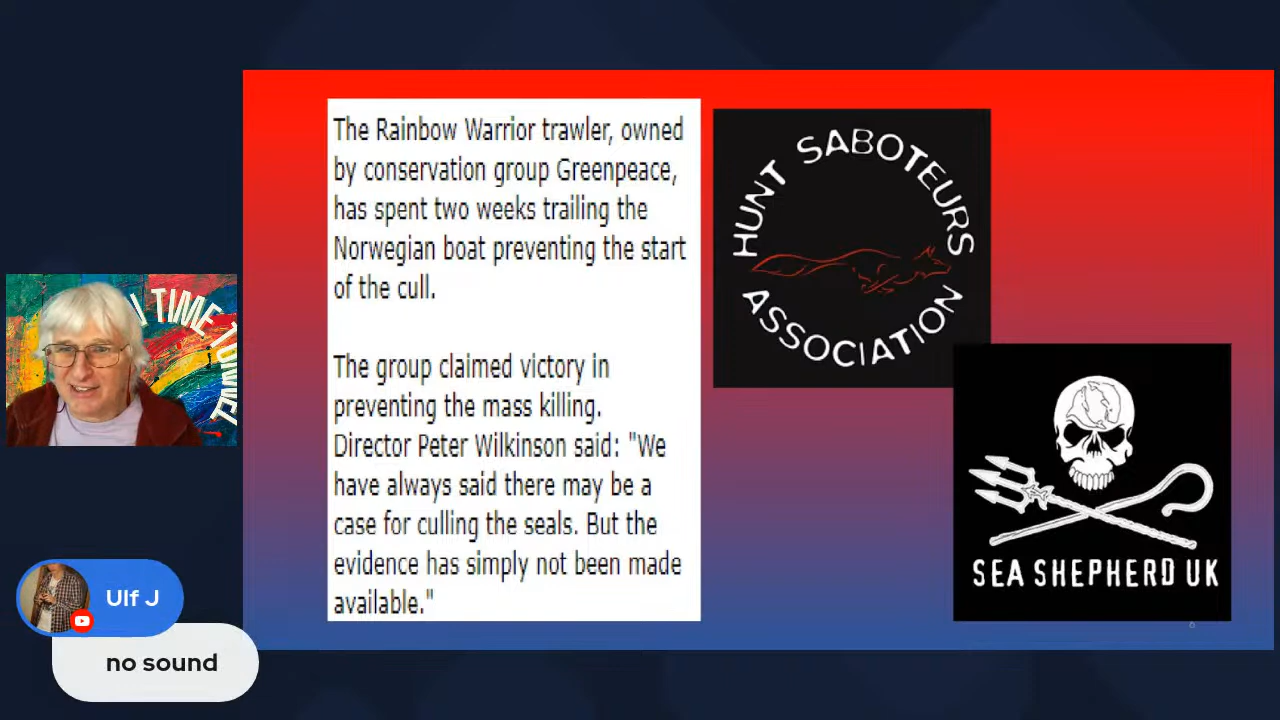 The Rainbow Warrior trawler, owned
by conservation group Greenpeace,
has spent two weeks trailing the
Norwegian boat preventing the start
of the cull.
The group claimed victory in
preventing the mass killing.
Director Peter Wilkinson said: "We
have always said there may be a
case for culling the seals. But the
evidence has simply not been made
available."
HUNT SABOTEURS
ASSOCIATION
SEA SHEPHERD UK
TIME TUNNEL
Ulf J
no sound
6